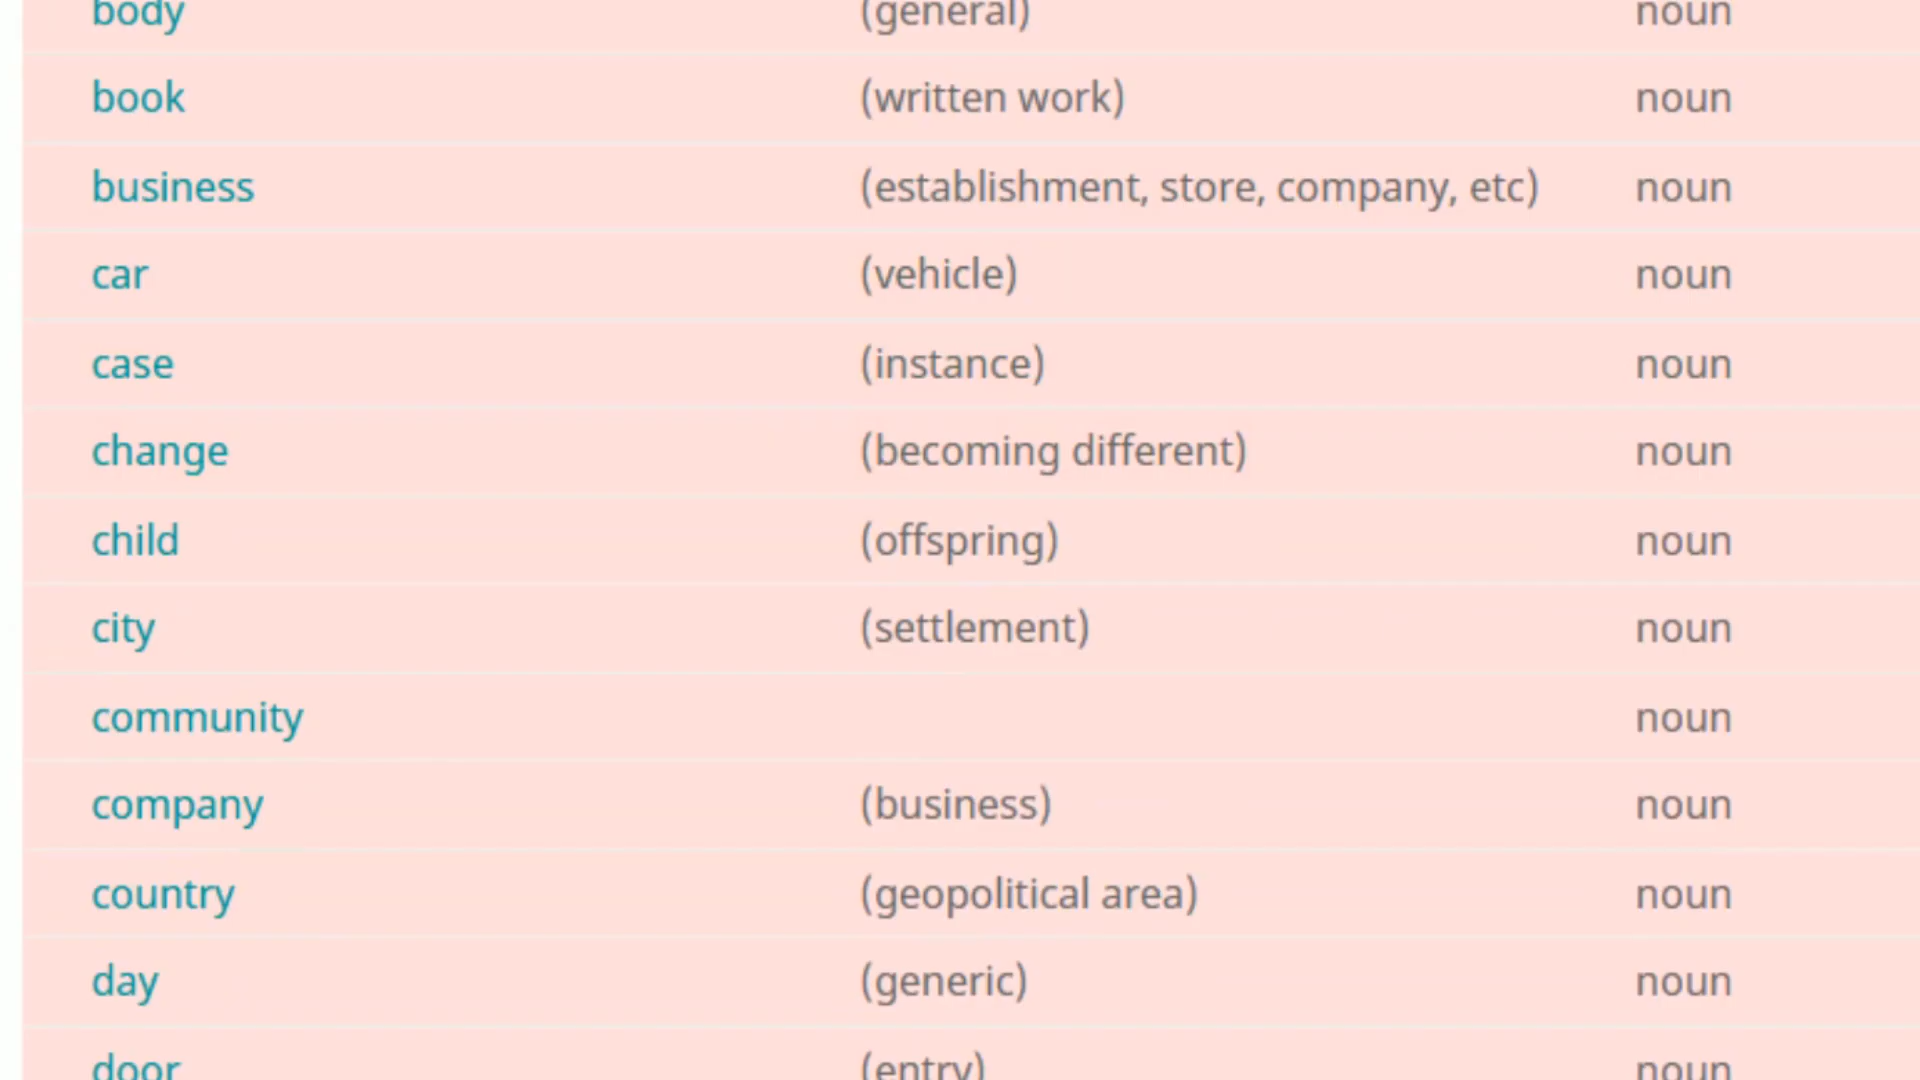 body (general) noun
book (written work) noun
business (establishment, store, company, etc) noun
car (vehicle) noun
case (instance) noun
change (becoming different) noun
child (offspring) noun
city (settlement) noun
community noun
company (business) noun
country (geopolitical area) noun
day (generic) noun
door (entry) noun